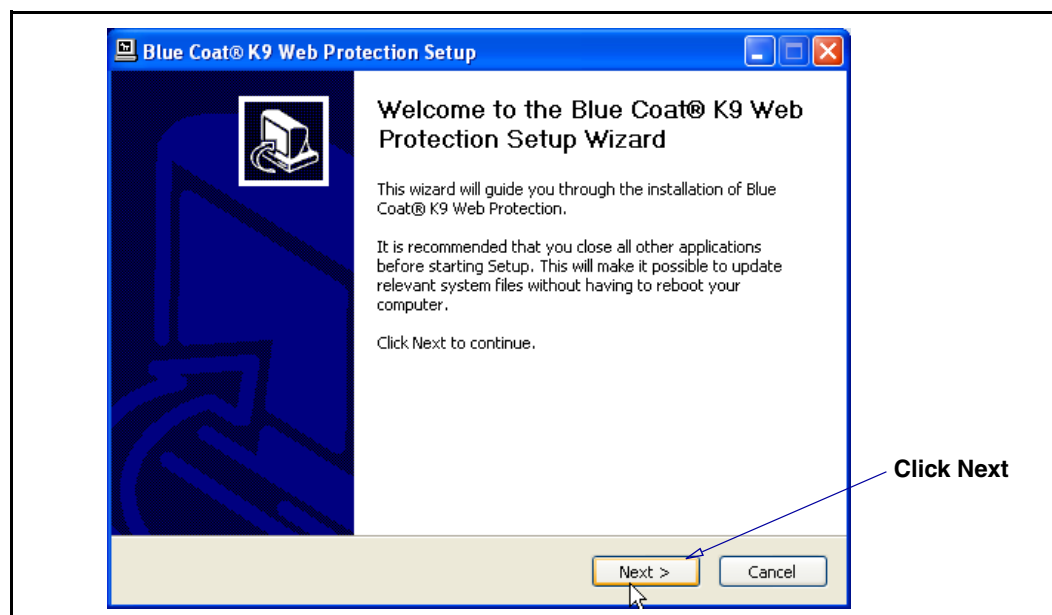 Blue Coat® K9 Web Protection Setup
Welcome to the Blue Coat® K9 Web
Protection Setup Wizard
This wizard will guide you through the installation of Blue
Coat® K9 Web Protection.
It is recommended that you close all other applications
before starting Setup. This will make it possible to update
relevant system files without having to reboot your
computer.
Click Next to continue.
Click Next
Next >
Cancel